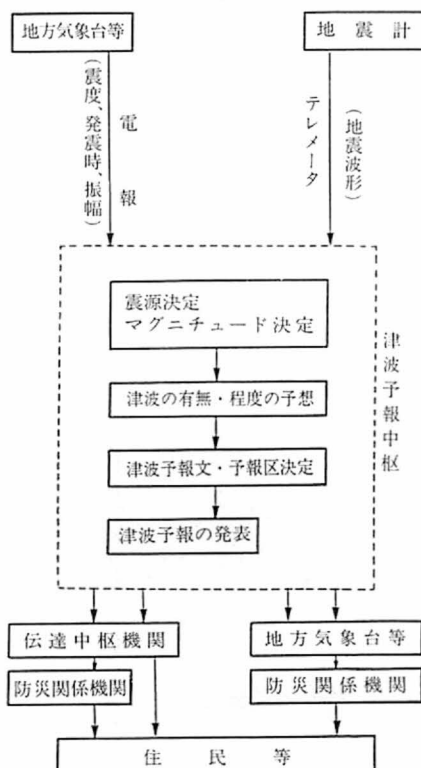 地方気象台等
地震計
(震度、発震時、振幅)
電報
テレメータ
(地震波形)
震源決定
マグニチュード決定
津波の有無・程度の予想
津波予報文・予報区決定
津波予報の発表
津波予報中枢
伝達中枢機関
地方気象台等
防災関係機関
防災関係機関
住民等